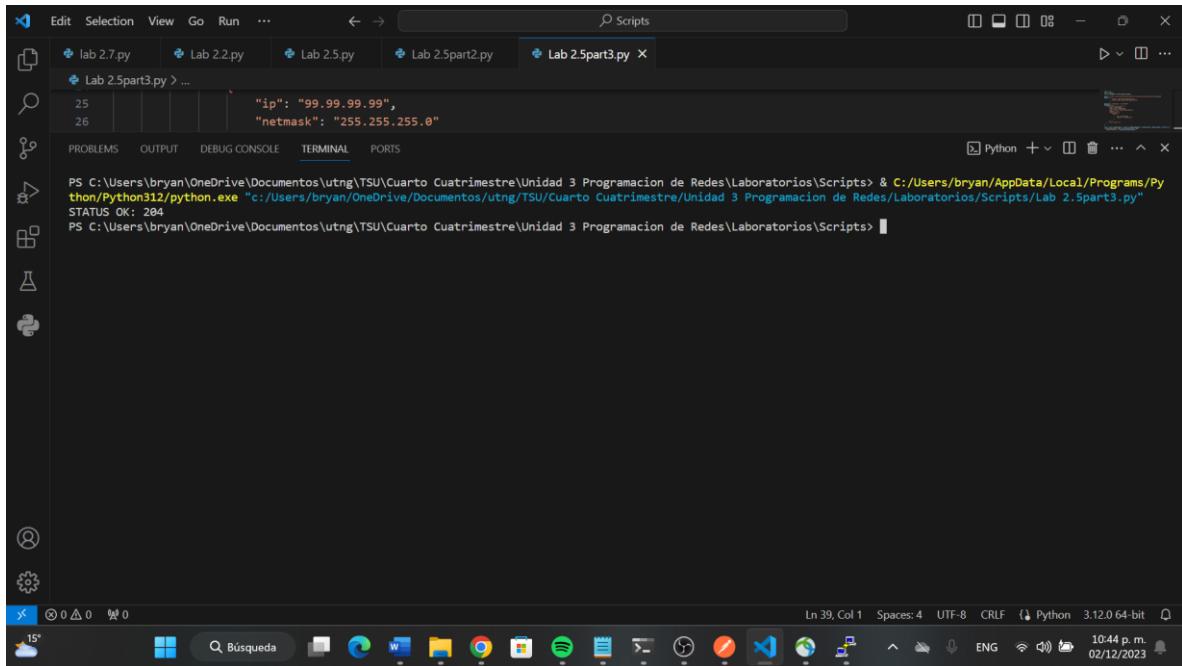 Edit Selection View Go Run ··· Scripts
lab 2.7.py Lab 2.2.py Lab 2.5.py Lab 2.5part2.py Lab 2.5part3.py
Lab 2.5part3.py > ...
25 "ip": "99.99.99.99",
26 "netmask": "255.255.255.0"
PROBLEMS OUTPUT DEBUG CONSOLE TERMINAL PORTS Python
PS C:\Users\bryan\OneDrive\Documentos\utng\TSU\Cuarto Cuatrimestre\Unidad 3 Programacion de Redes\Laboratorios\Scripts> & C:/Users/bryan/AppData/Local/Programs/Py
thon/Python312/python.exe "c:/Users/bryan/OneDrive/Documentos/utng/TSU/Cuarto Cuatrimestre/Unidad 3 Programacion de Redes/Laboratorios/Scripts/Lab 2.5part3.py"
STATUS OK: 204
PS C:\Users\bryan\OneDrive\Documentos\utng\TSU\Cuarto Cuatrimestre\Unidad 3 Programacion de Redes\Laboratorios\Scripts>
0 0 0 Ln 39, Col 1 Spaces: 4 UTF-8 CRLF Python 3.12.0 64-bit
15° Búsqueda ENG 10:44 p. m.
02/12/2023